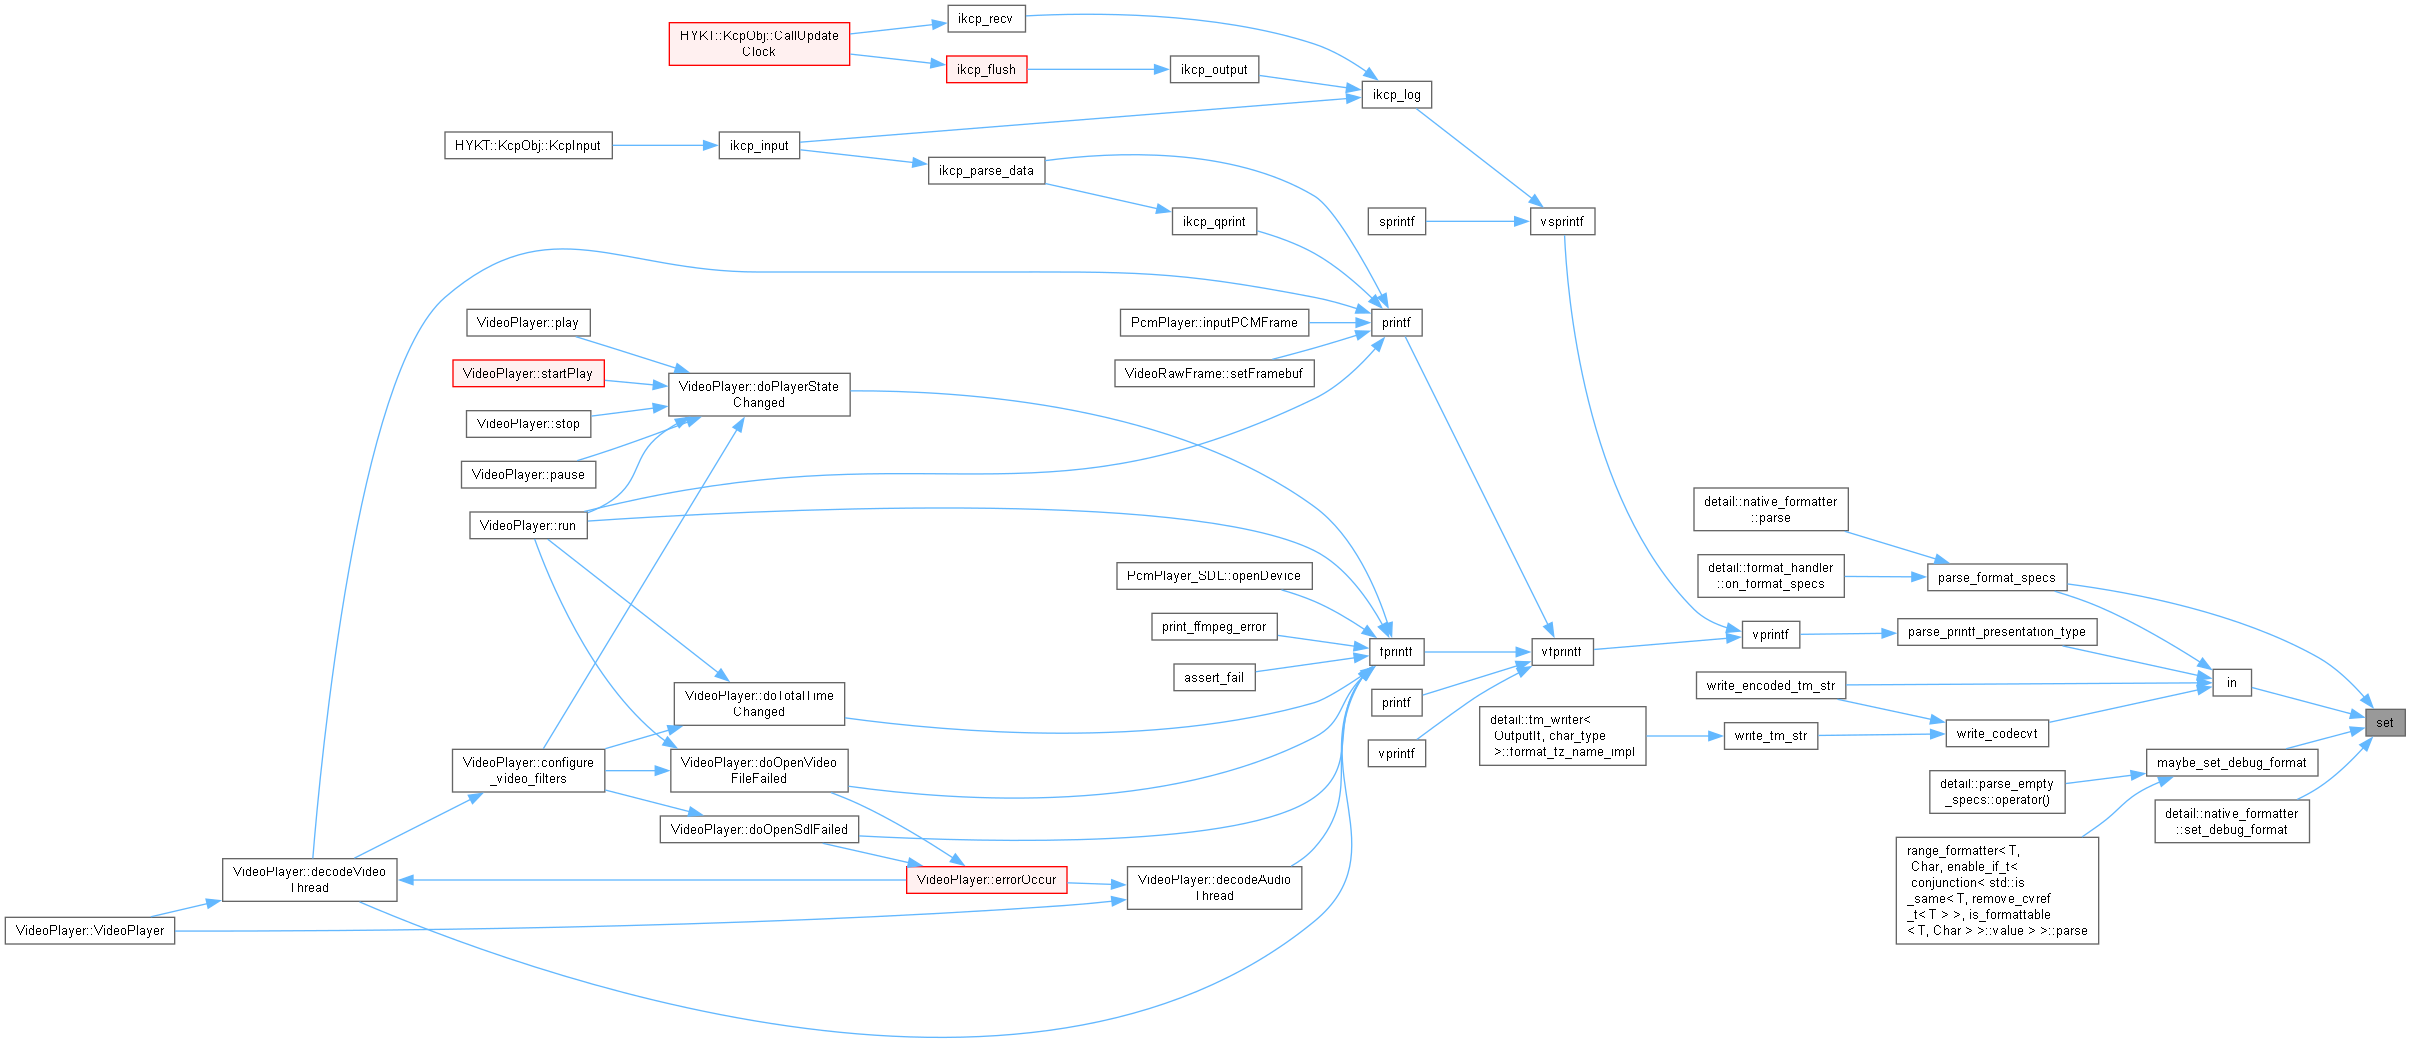 ikcp_recv
HYKT::KcpObj::CallUpdate
Clock
ikcp_flush
ikcp_output
ikcp_log
HYKT::KcpObj::KcpInput
ikcp_input
ikcp_parse_data
ikcp_qprint
sprintf
vsprintf
VideoPlayer::play
PcmPlayer::inputPCMFrame
printf
VideoPlayer::startPlay
VideoRawFrame::setFramebuf
VideoPlayer::doPlayerState
Changed
VideoPlayer::stop
VideoPlayer::pause
VideoPlayer::run
detail::native_formatter
::parse
detail::format_handler
::on_format_specs
parse_format_specs
PcmPlayer_SDL::openDevice
print_ffmpeg_error
assert_fail
fprintf
vfprintf
vprintf
parse_printf_presentation_type
write_encoded_tm_str
in
VideoPlayer::doTotalTime
Changed
printf
detail::tm_writer<
OutputIt, char_type
>::format_tz_name_impl
write_tm_str
write_codecvt
set
vprintf
VideoPlayer::configure
_video_filters
VideoPlayer::doOpenVideo
FileFailed
maybe_set_debug_format
detail::parse_empty
_specs::operator()
detail::native_formatter
::set_debug_format
VideoPlayer::doOpenSdlFailed
range_formatter< T,
Char, enable_if_t<
conjunction< std::is
_same< T, remove_cvref
_t< T > >, is_formattable
< T, Char > >::value > >::parse
VideoPlayer::decodeVideo
Thread
VideoPlayer::errorOccur
VideoPlayer::decodeAudio
Thread
VideoPlayer::VideoPlayer